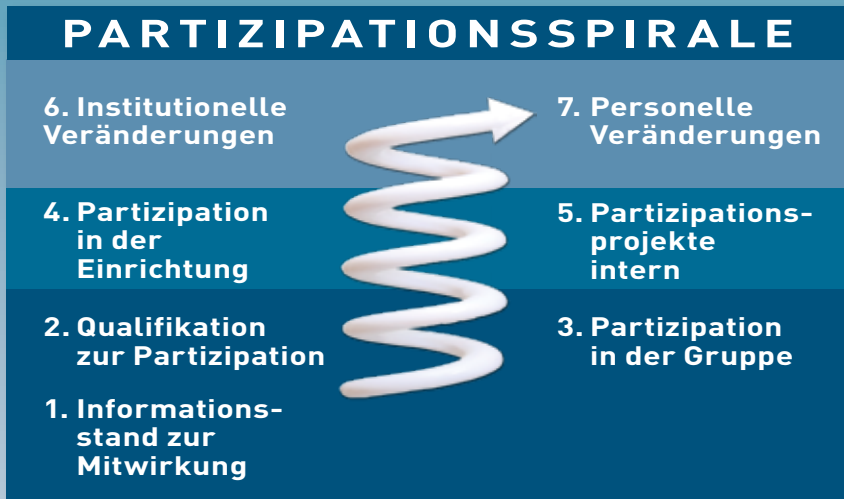 PARTIZIPATIONSSPIRALE
6. Institutionelle
Veränderungen
7. Personelle
Veränderungen
4. Partizipation
in der
Einrichtung
5. Partizipations-
projekte
intern
2. Qualifikation
zur Partizipation
3. Partizipation
in der Gruppe
1. Informations-
stand zur
Mitwirkung